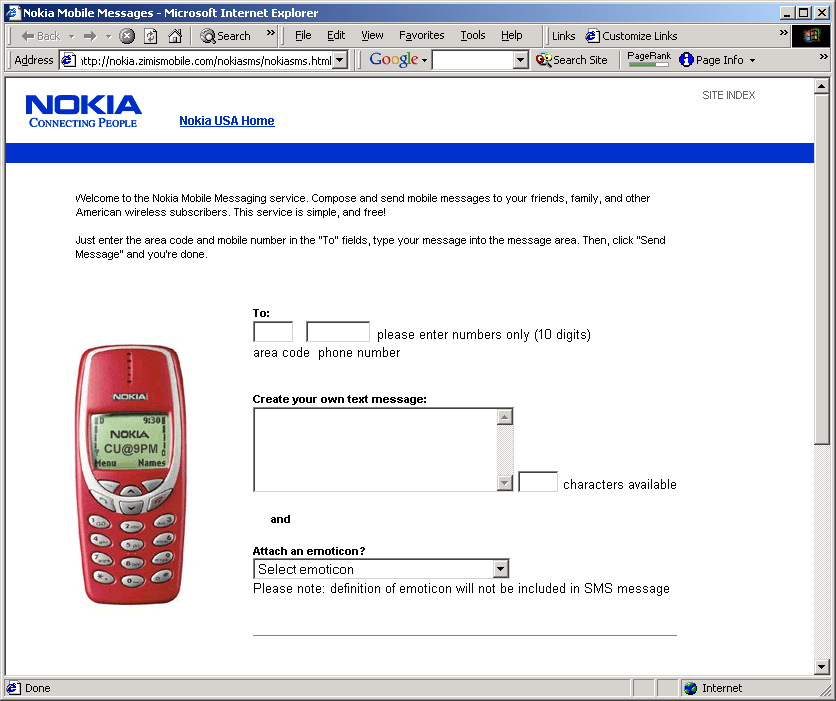 Nokia Mobile Messages - Microsoft Internet Explorer
Back Search » File Edit View Favorites Tools Help Links Customize Links »
Address http://nokia.zimismobile.com/nokiasms/nokiasms.html Google Search Site PageRank Page Info »
SITE INDEX
NOKIA
CONNECTING PEOPLE
Nokia USA Home
Welcome to the Nokia Mobile Messaging service. Compose and send mobile messages to your friends, family, and other
American wireless subscribers. This service is simple, and free!
Just enter the area code and mobile number in the "To" fields, type your message into the message area. Then, click "Send
Message" and you're done.
To:
please enter numbers only (10 digits)
area code phone number
NOKIA
9:30
NOKIA
CU@9PM
Menu Names
Create your own text message:
characters available
and
Attach an emoticon?
Select emoticon
Please note: definition of emoticon will not be included in SMS message
Done Internet